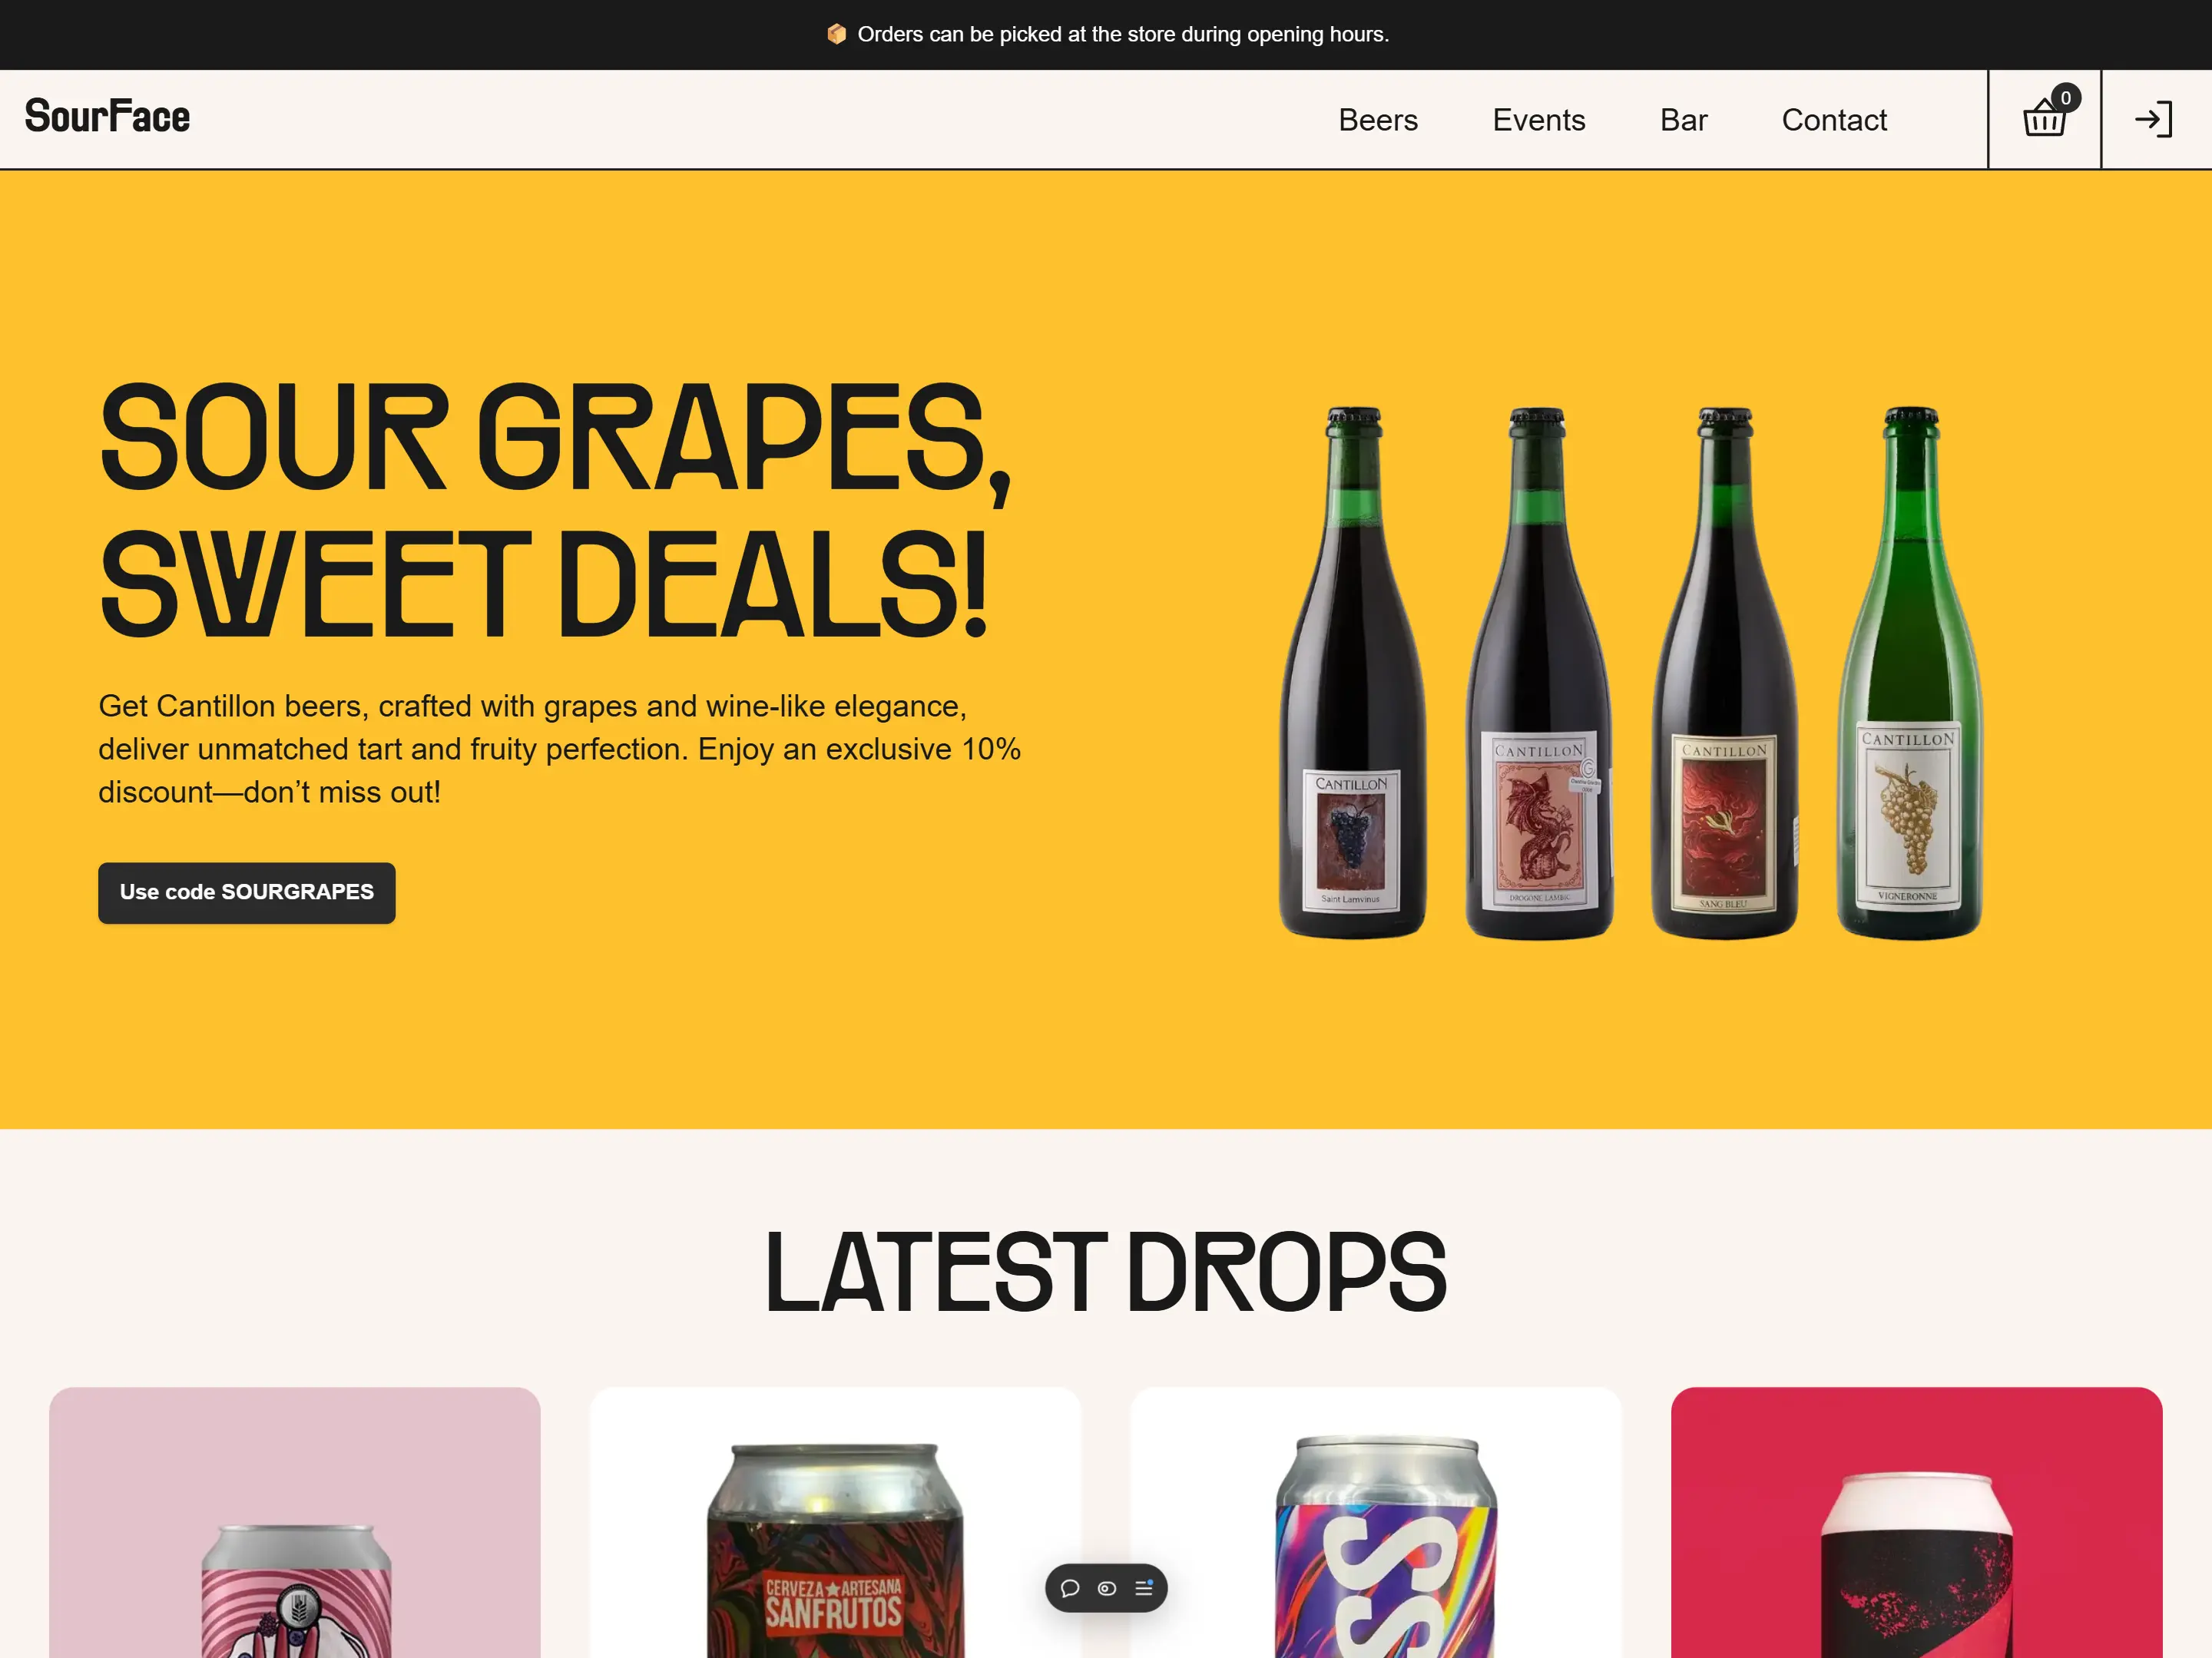 Orders can be picked at the store during opening hours.
SourFace
Beers
Events
Bar
Contact
0
SOUR GRAPES,
SWEET DEALS!
Get Cantillon beers, crafted with grapes and wine-like elegance,
deliver unmatched tart and fruity perfection. Enjoy an exclusive 10%
discount—don’t miss out!
Use code SOURGRAPES
CANTILLON
Saint Lamvinus
CANTILLON
DROGONE LAMBIC
CANTILLON
SANG BLEU
CANTILLON
VIGNERONNE
LATEST DROPS
CERVEZA★ARTESANA
SANFRUTOS
SS